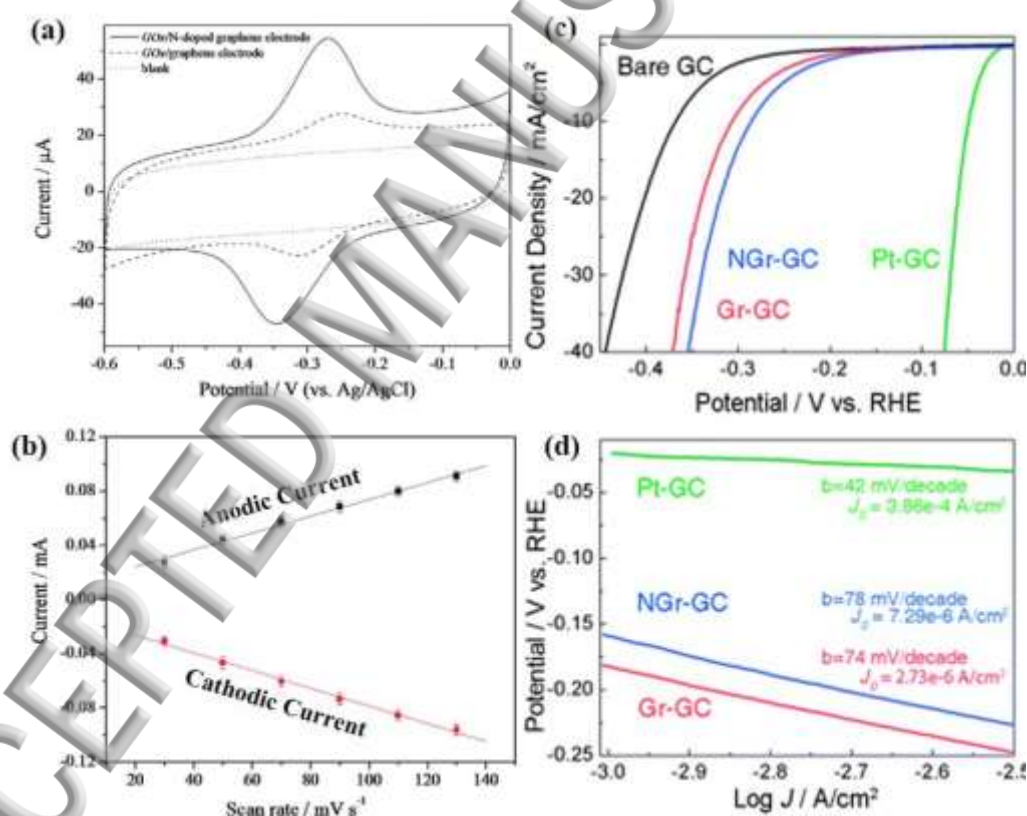 (a)
GOx/N-doped graphene electrode
GOx/graphene electrode
blank
40
20
0
-20
-40
Current / μA
-0.6 -0.5 -0.4 -0.3 -0.2 -0.1 0.0
Potential / V (vs. Ag/AgCl)
(c)
Bare GC
NGr-GC
Gr-GC
Pt-GC
-10
-20
-30
-40
Current Density / mA/cm²
-0.4 -0.3 -0.2 -0.1 0.0
Potential / V vs. RHE
(b)
0.12
0.08
0.04
0.00
-0.04
-0.08
-0.12
Current / mA
Anodic Current
Cathodic Current
20 40 60 80 100 120 140
Scan rate / mV s⁻¹
(d)
-0.05
-0.10
-0.15
-0.20
-0.25
Potential / V vs. RHE
Pt-GC
b=42 mV/decade
J₀ = 3.86e-4 A/cm²
NGr-GC
b=78 mV/decade
J₀ = 7.29e-6 A/cm²
Gr-GC
b=74 mV/decade
J₀ = 2.73e-6 A/cm²
-3.0 -2.9 -2.8 -2.7 -2.6 -2.5
Log J / A/cm²
CEPTED MANUS